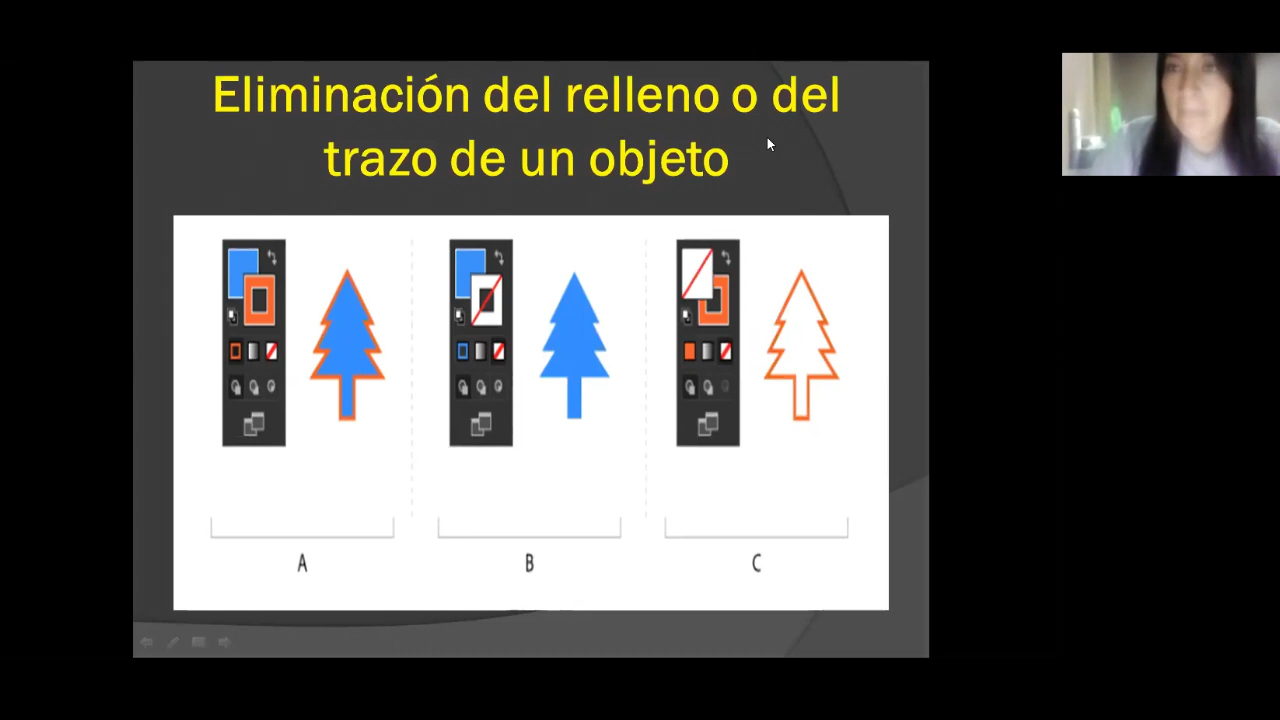 Eliminación del relleno o del
trazo de un objeto
A
B
C